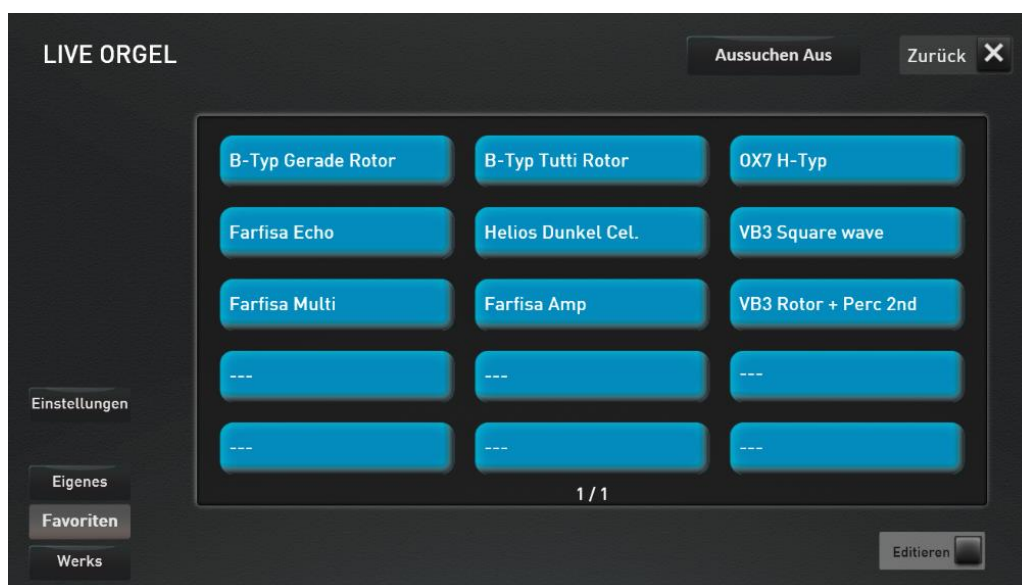 LIVE ORGEL
Aussuchen Aus
Zurück X
B-Typ Gerade Rotor
B-Typ Tutti Rotor
OX7 H-Typ
Farfisa Echo
Helios Dunkel Cel.
VB3 Square wave
Farfisa Multi
Farfisa Amp
VB3 Rotor + Perc 2nd
---
---
---
---
---
---
1 / 1
Einstellungen
Eigenes
Favoriten
Werks
Editieren